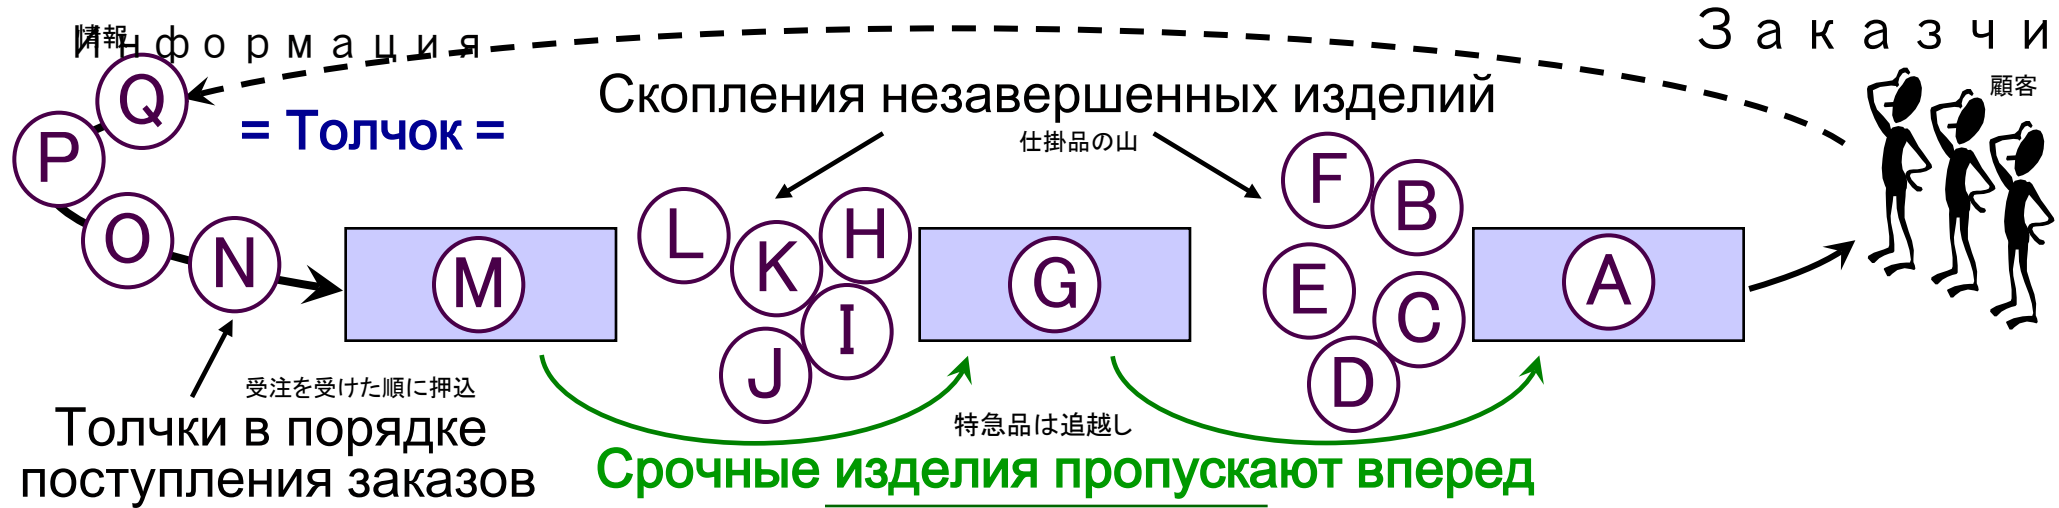 情報
И н ф о р м а ц и я
З а к а з ч и
顧客
Q
P
O
N
= Толчок =
Скопления незавершенных изделий
仕掛品の山
M
L
K
H
I
J
G
F
B
E
C
D
A
受注を受けた順に押込
Толчки в порядке
поступления заказов
特急品は追越し
Срочные изделия пропускают вперед